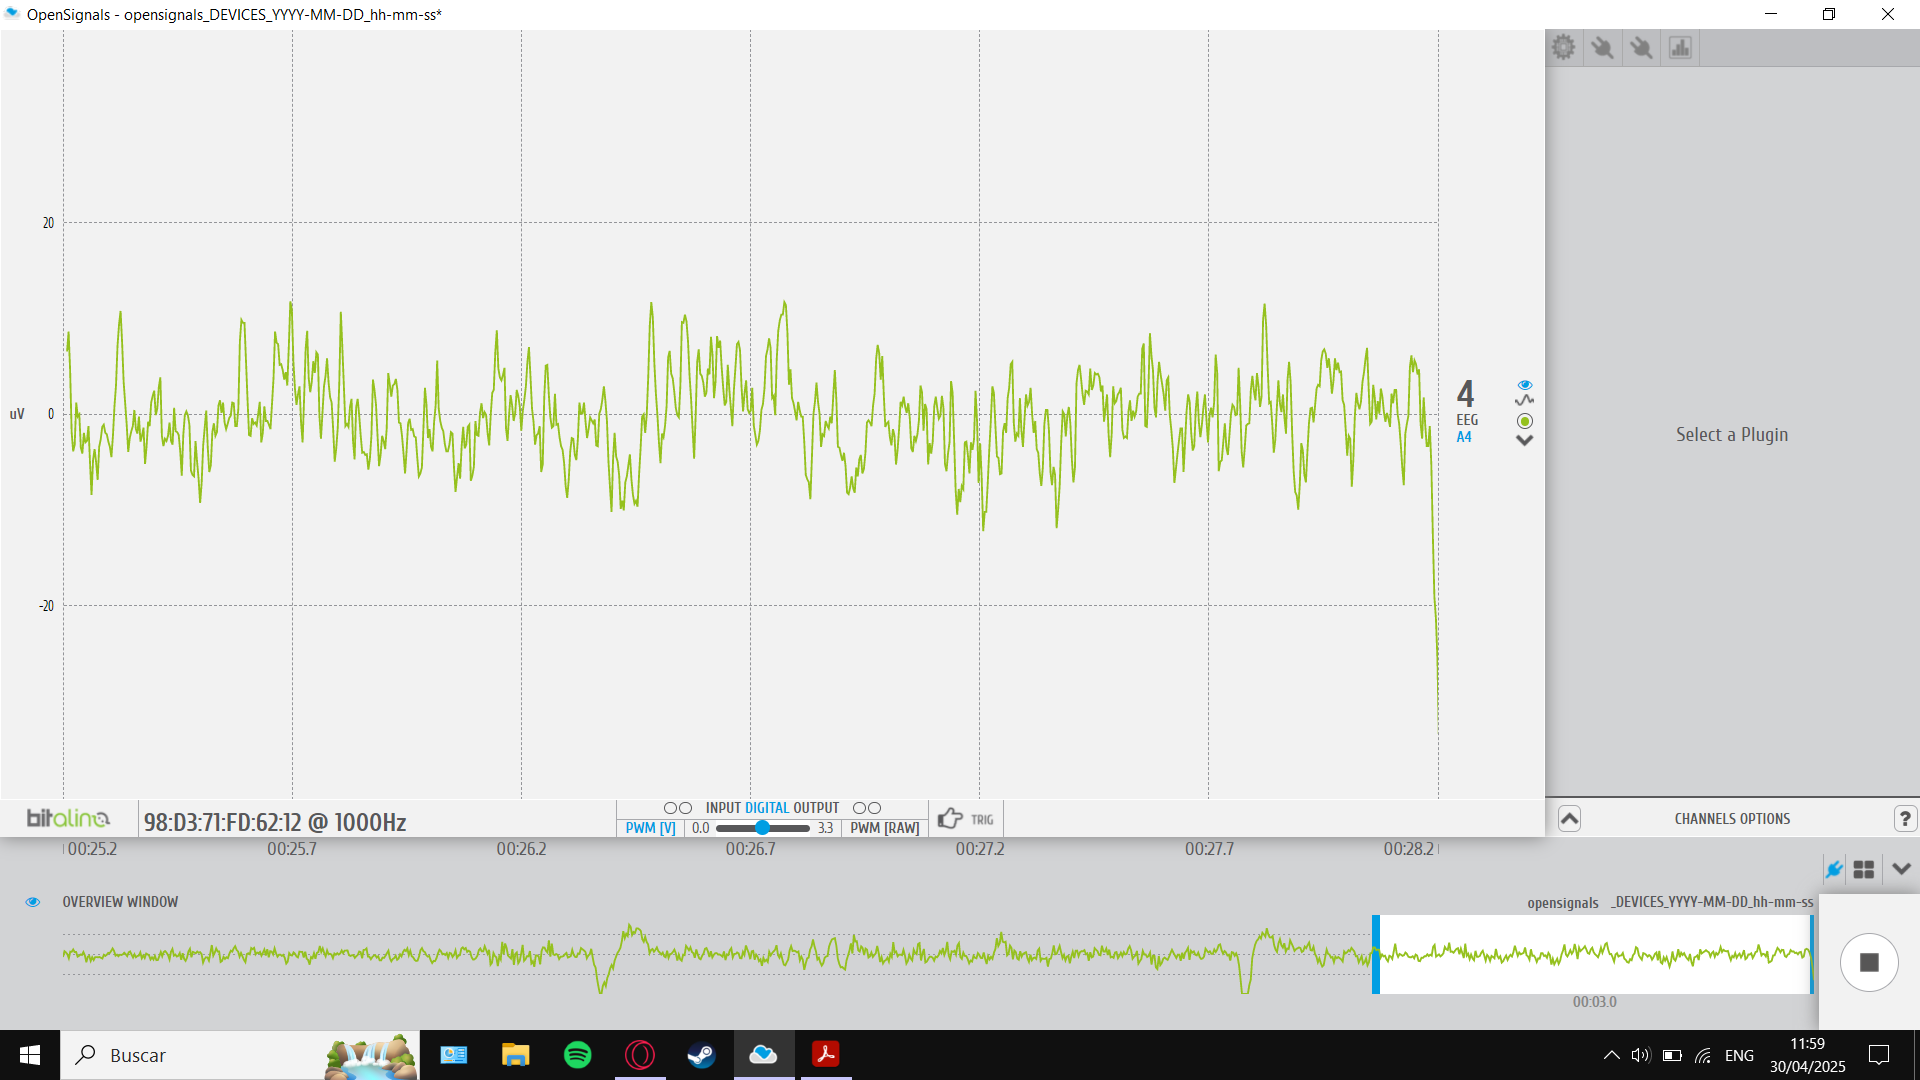 OpenSignals - opensignals_DEVICES_YYYY-MM-DD_hh-mm-ss*
20
uV 0
-20
4
EEG
A4
Select a Plugin
bitalino
98:D3:71:FD:62:12 @ 1000Hz
INPUT DIGITAL OUTPUT
PWM [V] 0.0 3.3 PWM [RAW]
TRIG
CHANNELS OPTIONS
?
00:25.2 00:25.7 00:26.2 00:26.7 00:27.2 00:27.7 00:28.2
OVERVIEW WINDOW
opensignals _DEVICES_YYYY-MM-DD_hh-mm-ss
00:03.0
Buscar
ENG
11:59
30/04/2025